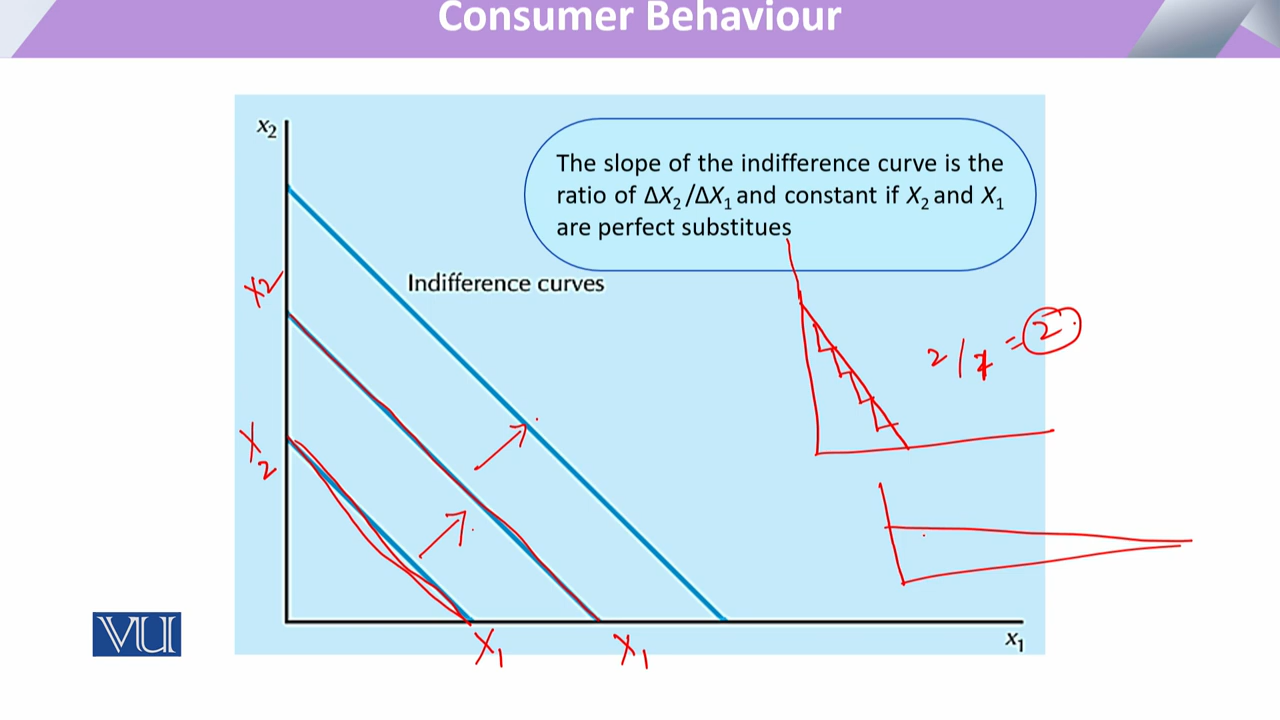 Consumer Behaviour
x2
The slope of the indifference curve is the
ratio of ΔX2/ΔX1 and constant if X2 and X1
are perfect substitues
Indifference curves
X2
2/1 = 2
X2
VU
X1
X1
x1